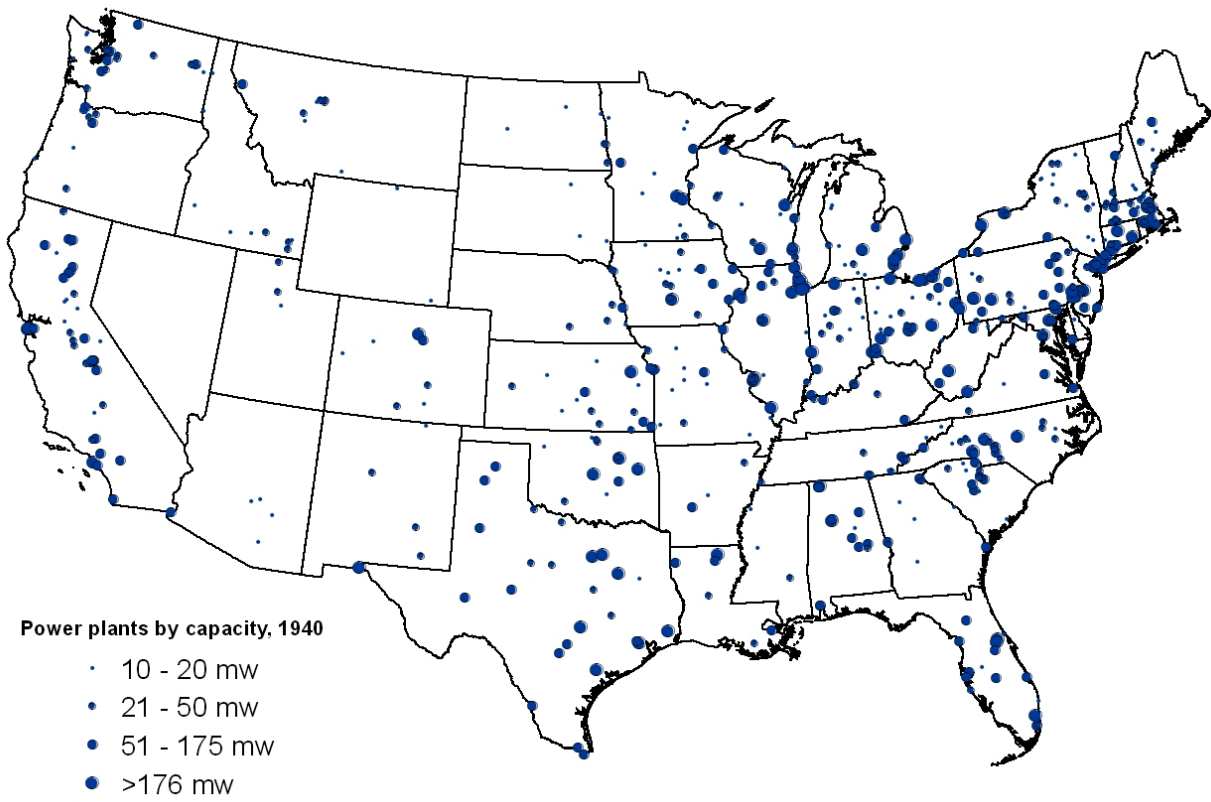 Power plants by capacity, 1940
10 - 20 mw
21 - 50 mw
51 - 175 mw
>176 mw